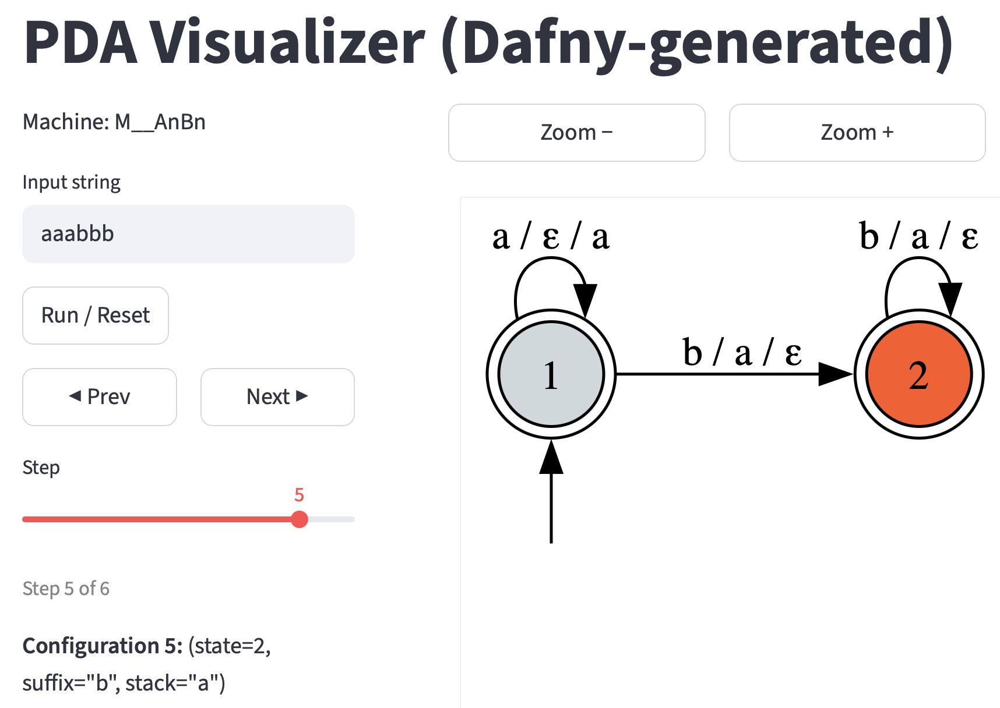 PDA Visualizer (Dafny-generated)
Machine: M__AnBn
Zoom −
Zoom +
Input string
aaabbb
Run / Reset
◀ Prev
Next ▶
Step
5
Step 5 of 6
Configuration 5: (state=2,
suffix="b", stack="a")
a / ε / a
b / a / ε
b / a / ε
1
2